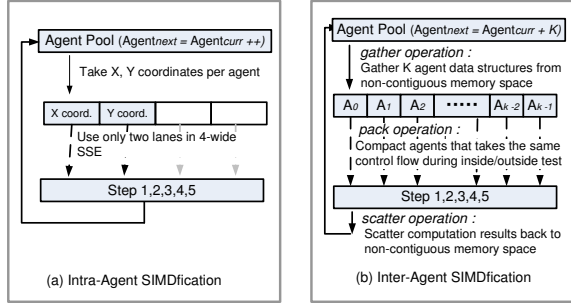 Agent Pool (Agentnext = Agentcurr ++)
Take X, Y coordinates per agent
X coord. Y coord.
Use only two lanes in 4-wide
SSE
Step 1,2,3,4,5
(a) Intra-Agent SIMDfication
Agent Pool (Agentnext = Agentcurr + K)
gather operation :
Gather K agent data structures from
non-contiguous memory space
A0 A1 A2 ••••• Ak-2 Ak-1
pack operation :
Compact agents that takes the same
control flow during inside/outside test
Step 1,2,3,4,5
scatter operation :
Scatter computation results back to
non-contiguous memory space
(b) Inter-Agent SIMDfication